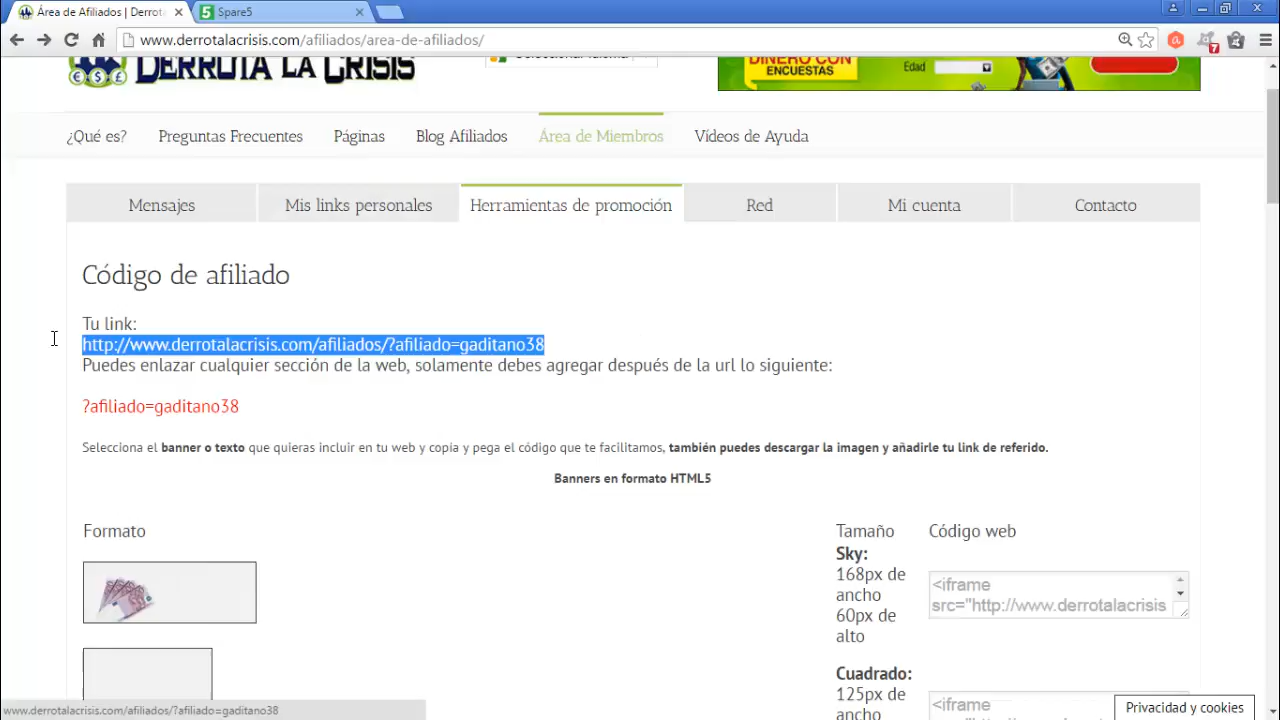 Área de Afiliados | Derrot
Spare5
www.derrotalacrisis.com/afiliados/area-de-afiliados/
7
DERROTA LA CRISIS
DINERO CON
ENCUESTAS
Edad
¿Qué es?
Preguntas Frecuentes
Páginas
Blog Afiliados
Área de Miembros
Vídeos de Ayuda
Mensajes
Mis links personales
Herramientas de promoción
Red
Mi cuenta
Contacto
Código de afiliado
Tu link:
http://www.derrotalacrisis.com/afiliados/?afiliado=gaditano38
Puedes enlazar cualquier sección de la web, solamente debes agregar después de la url lo siguiente:
?afiliado=gaditano38
Selecciona el banner o texto que quieras incluir en tu web y copia y pega el código que te facilitamos, también puedes descargar la imagen y añadirle tu link de referido.
Banners en formato HTML5
Formato
Tamaño
Código web
Sky:
168px de
ancho
60px de
alto
<iframe
src="http://www.derrotalacrisis
Cuadrado:
125px de
ancho
<iframe
Privacidad y cookies
www.derrotalacrisis.com/afiliados/?afiliado=gaditano38